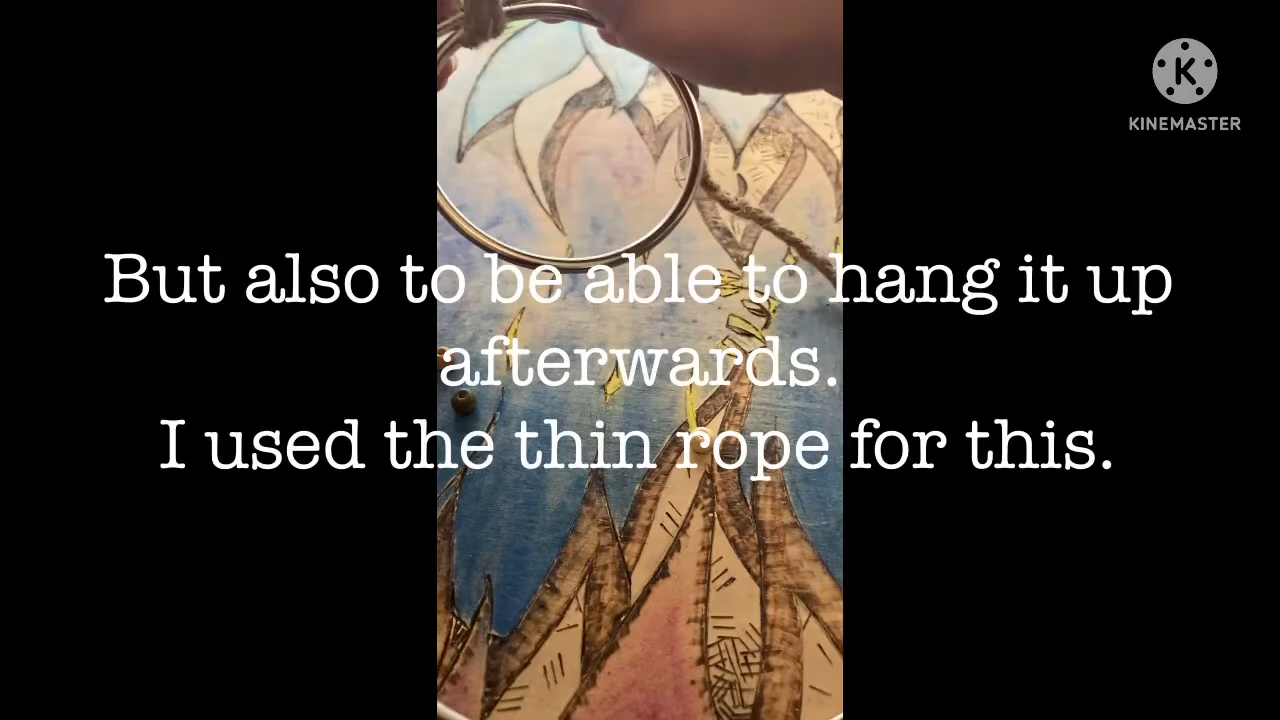 KINEMASTER
But also to be able to hang it up
afterwards.
I used the thin rope for this.